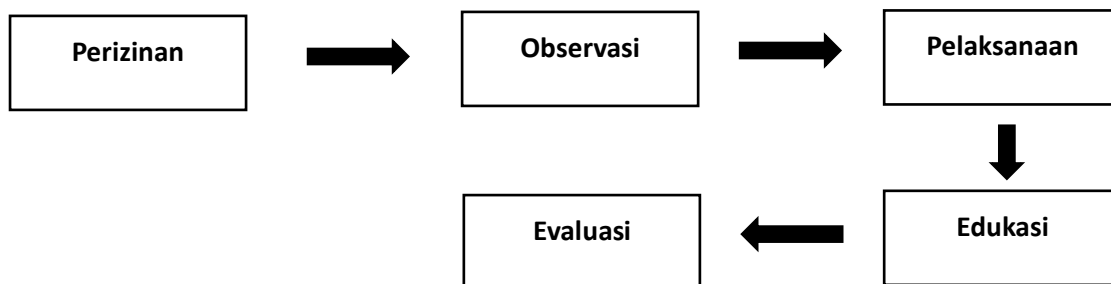 Perizinan
Observasi
Pelaksanaan
Edukasi
Evaluasi